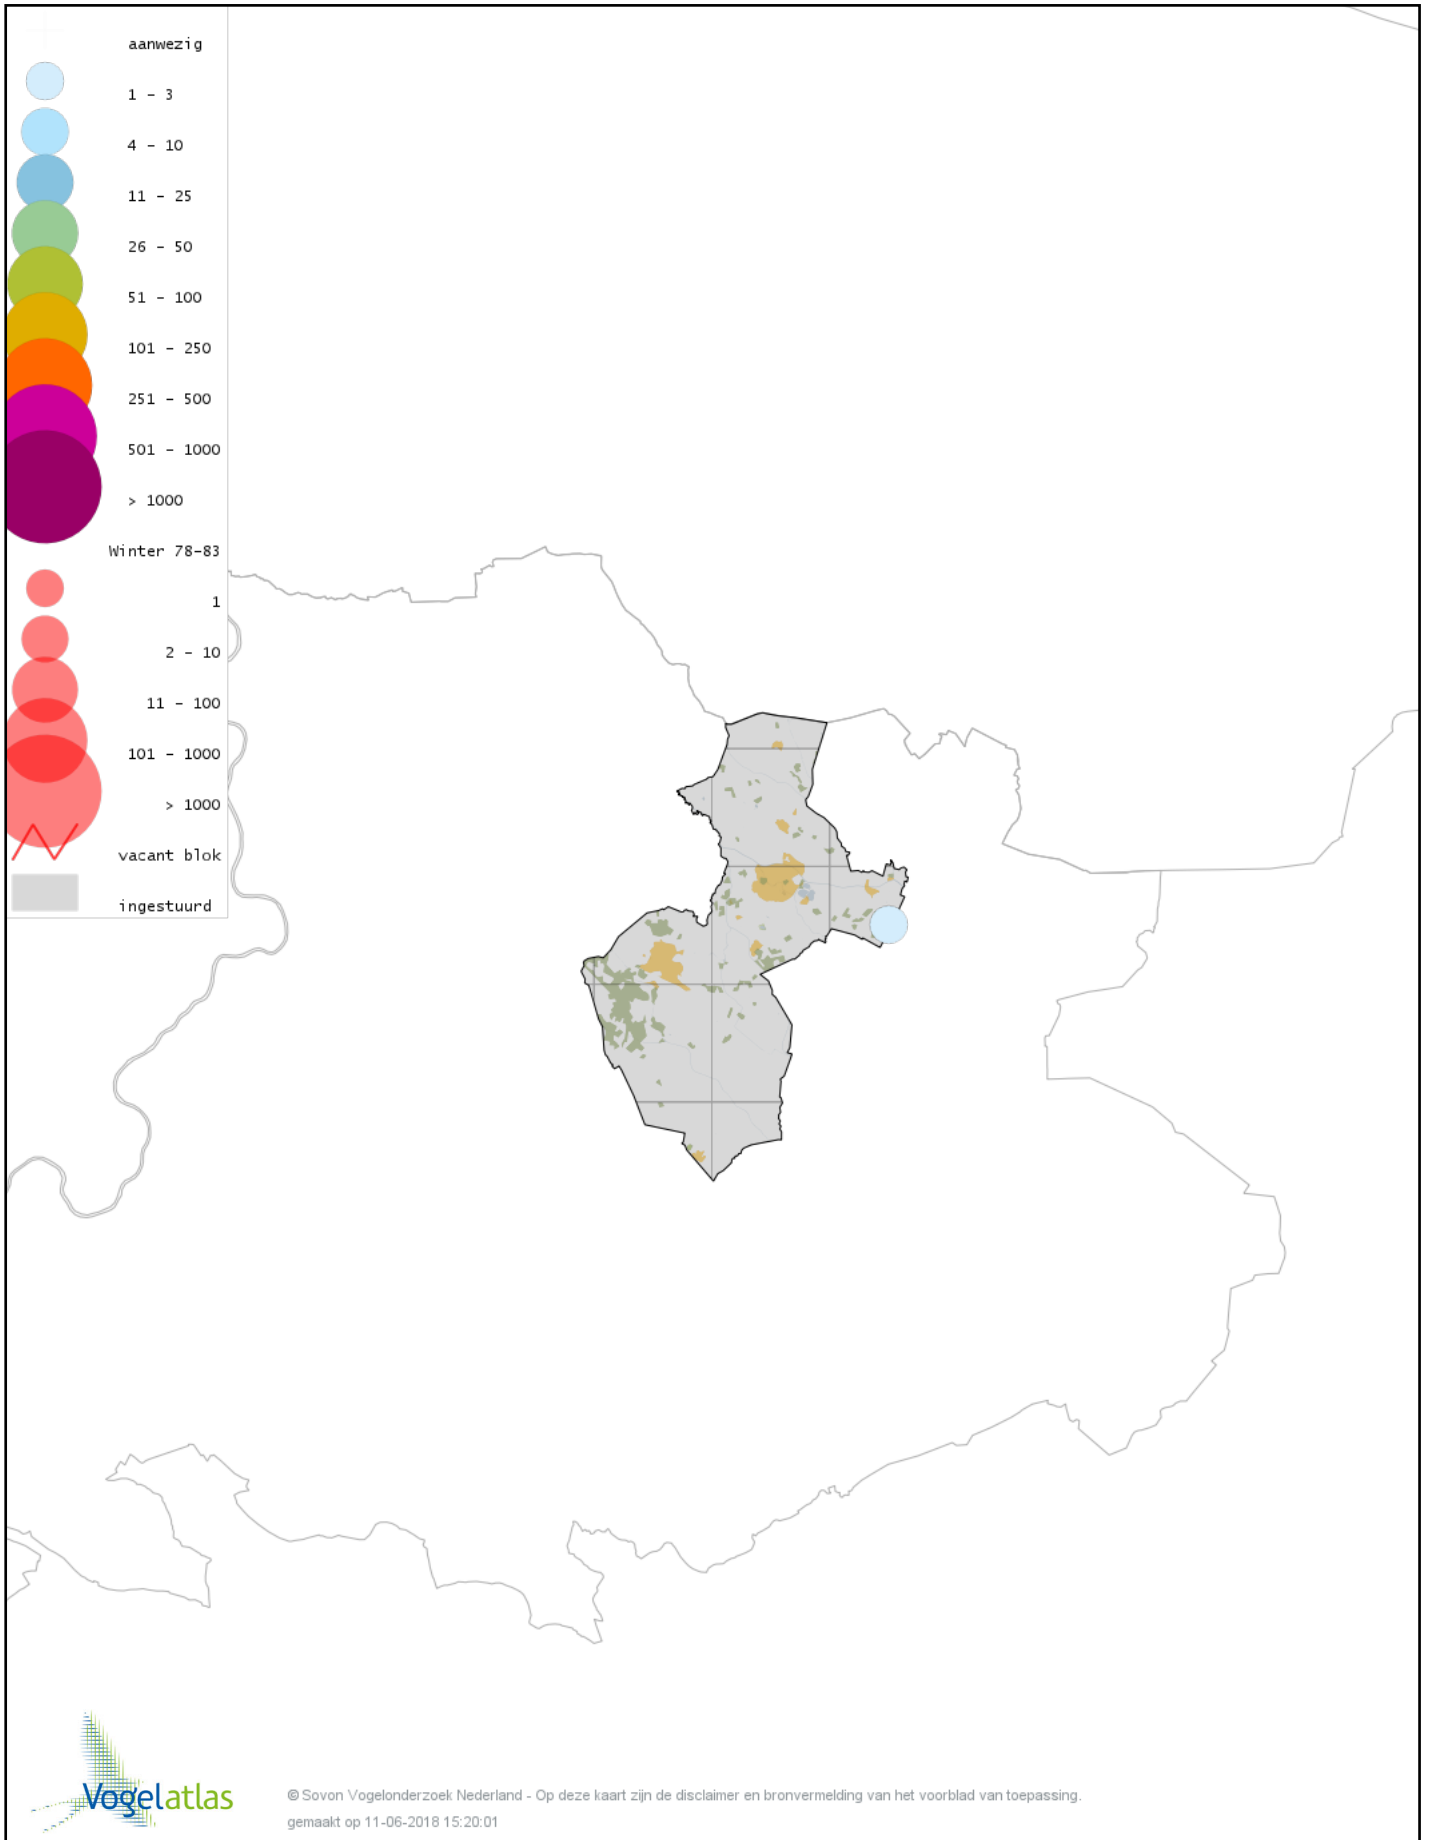 aanwezig
1 – 3
4 – 10
11 – 25
26 – 50
51 – 100
101 – 250
251 – 500
501 – 1000
> 1000
Winter 78–83
1
2 – 10
11 – 100
101 – 1000
> 1000
vacant blok
ingestuurd
Vogelatlas
© Sovon Vogelonderzoek Nederland - Op deze kaart zijn de disclaimer en bronvermelding van het voorblad van toepassing.
gemaakt op 11-06-2018 15:20:01